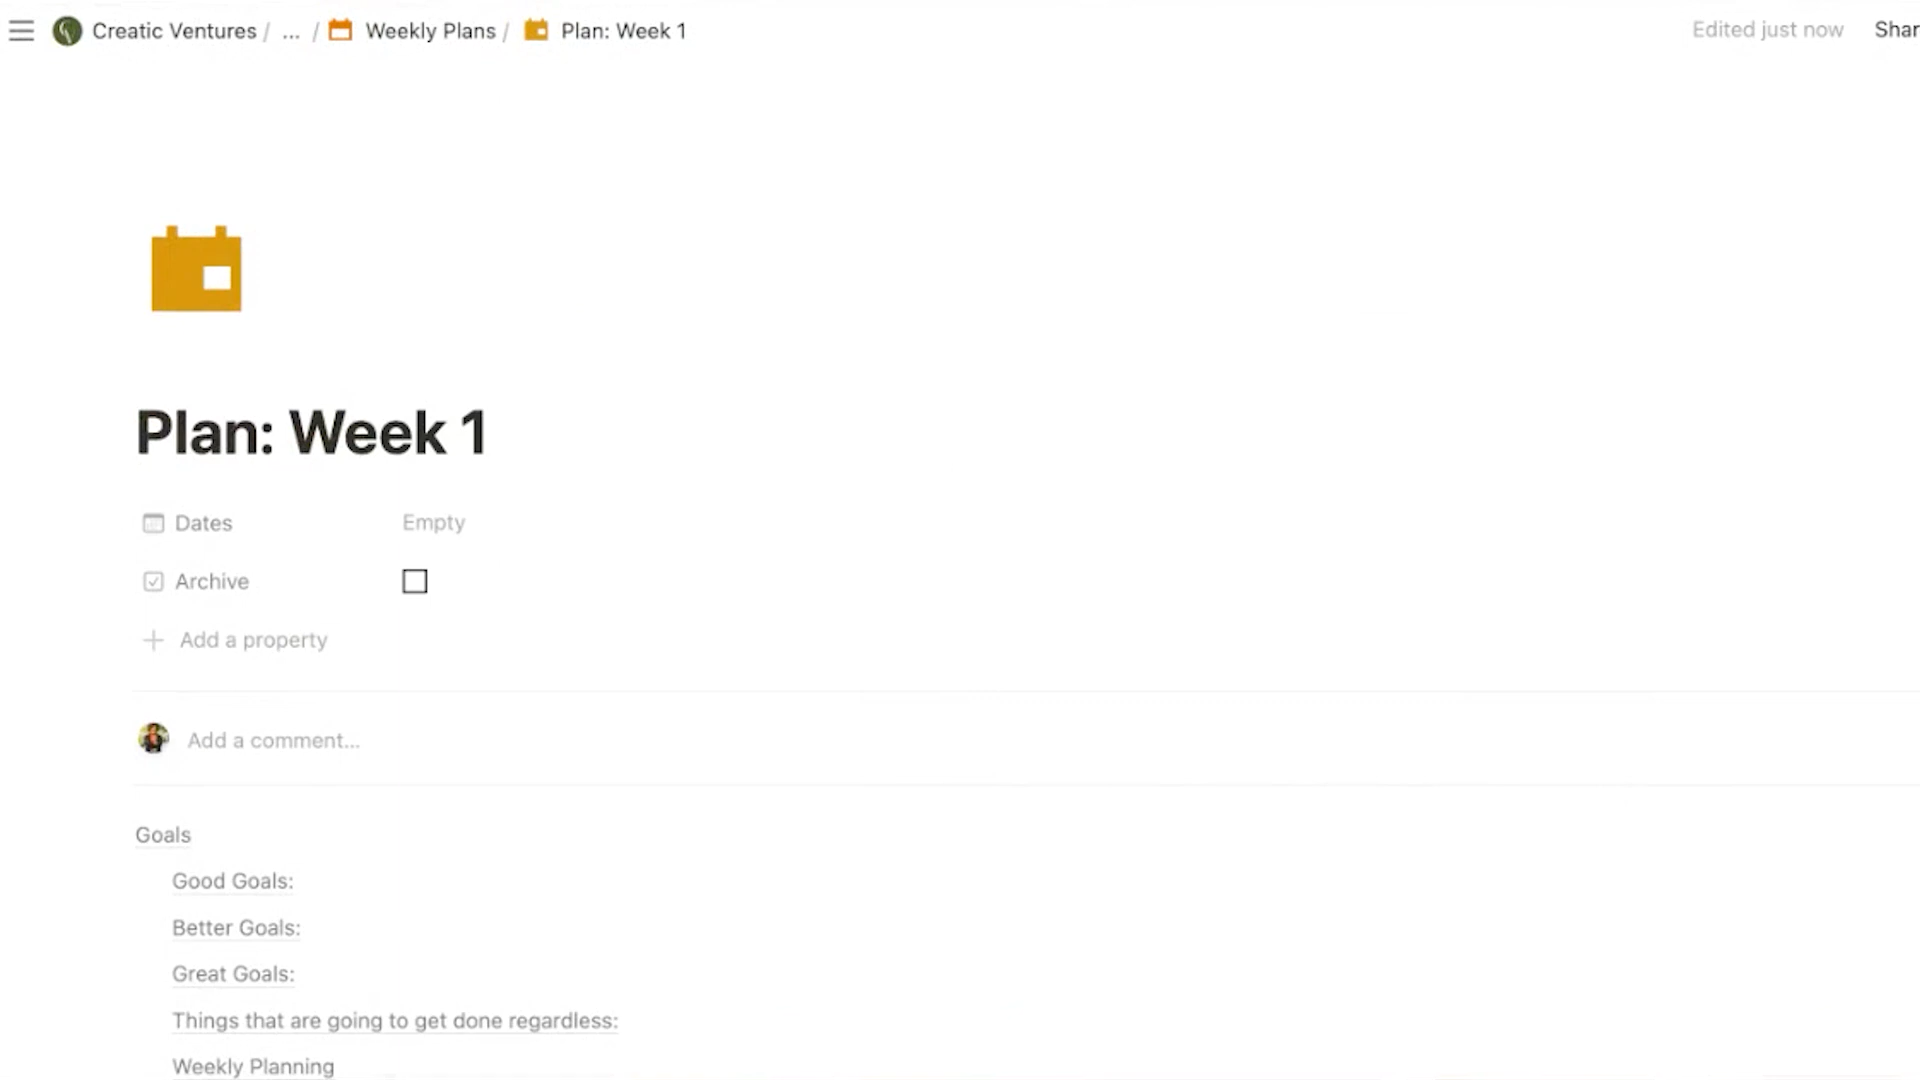 Creatic Ventures / ... / Weekly Plans / Plan: Week 1
Edited just now
Shar
Plan: Week 1
Dates Empty
Archive
Add a property
Add a comment...
Goals
Good Goals:
Better Goals:
Great Goals:
Things that are going to get done regardless:
Weekly Planning